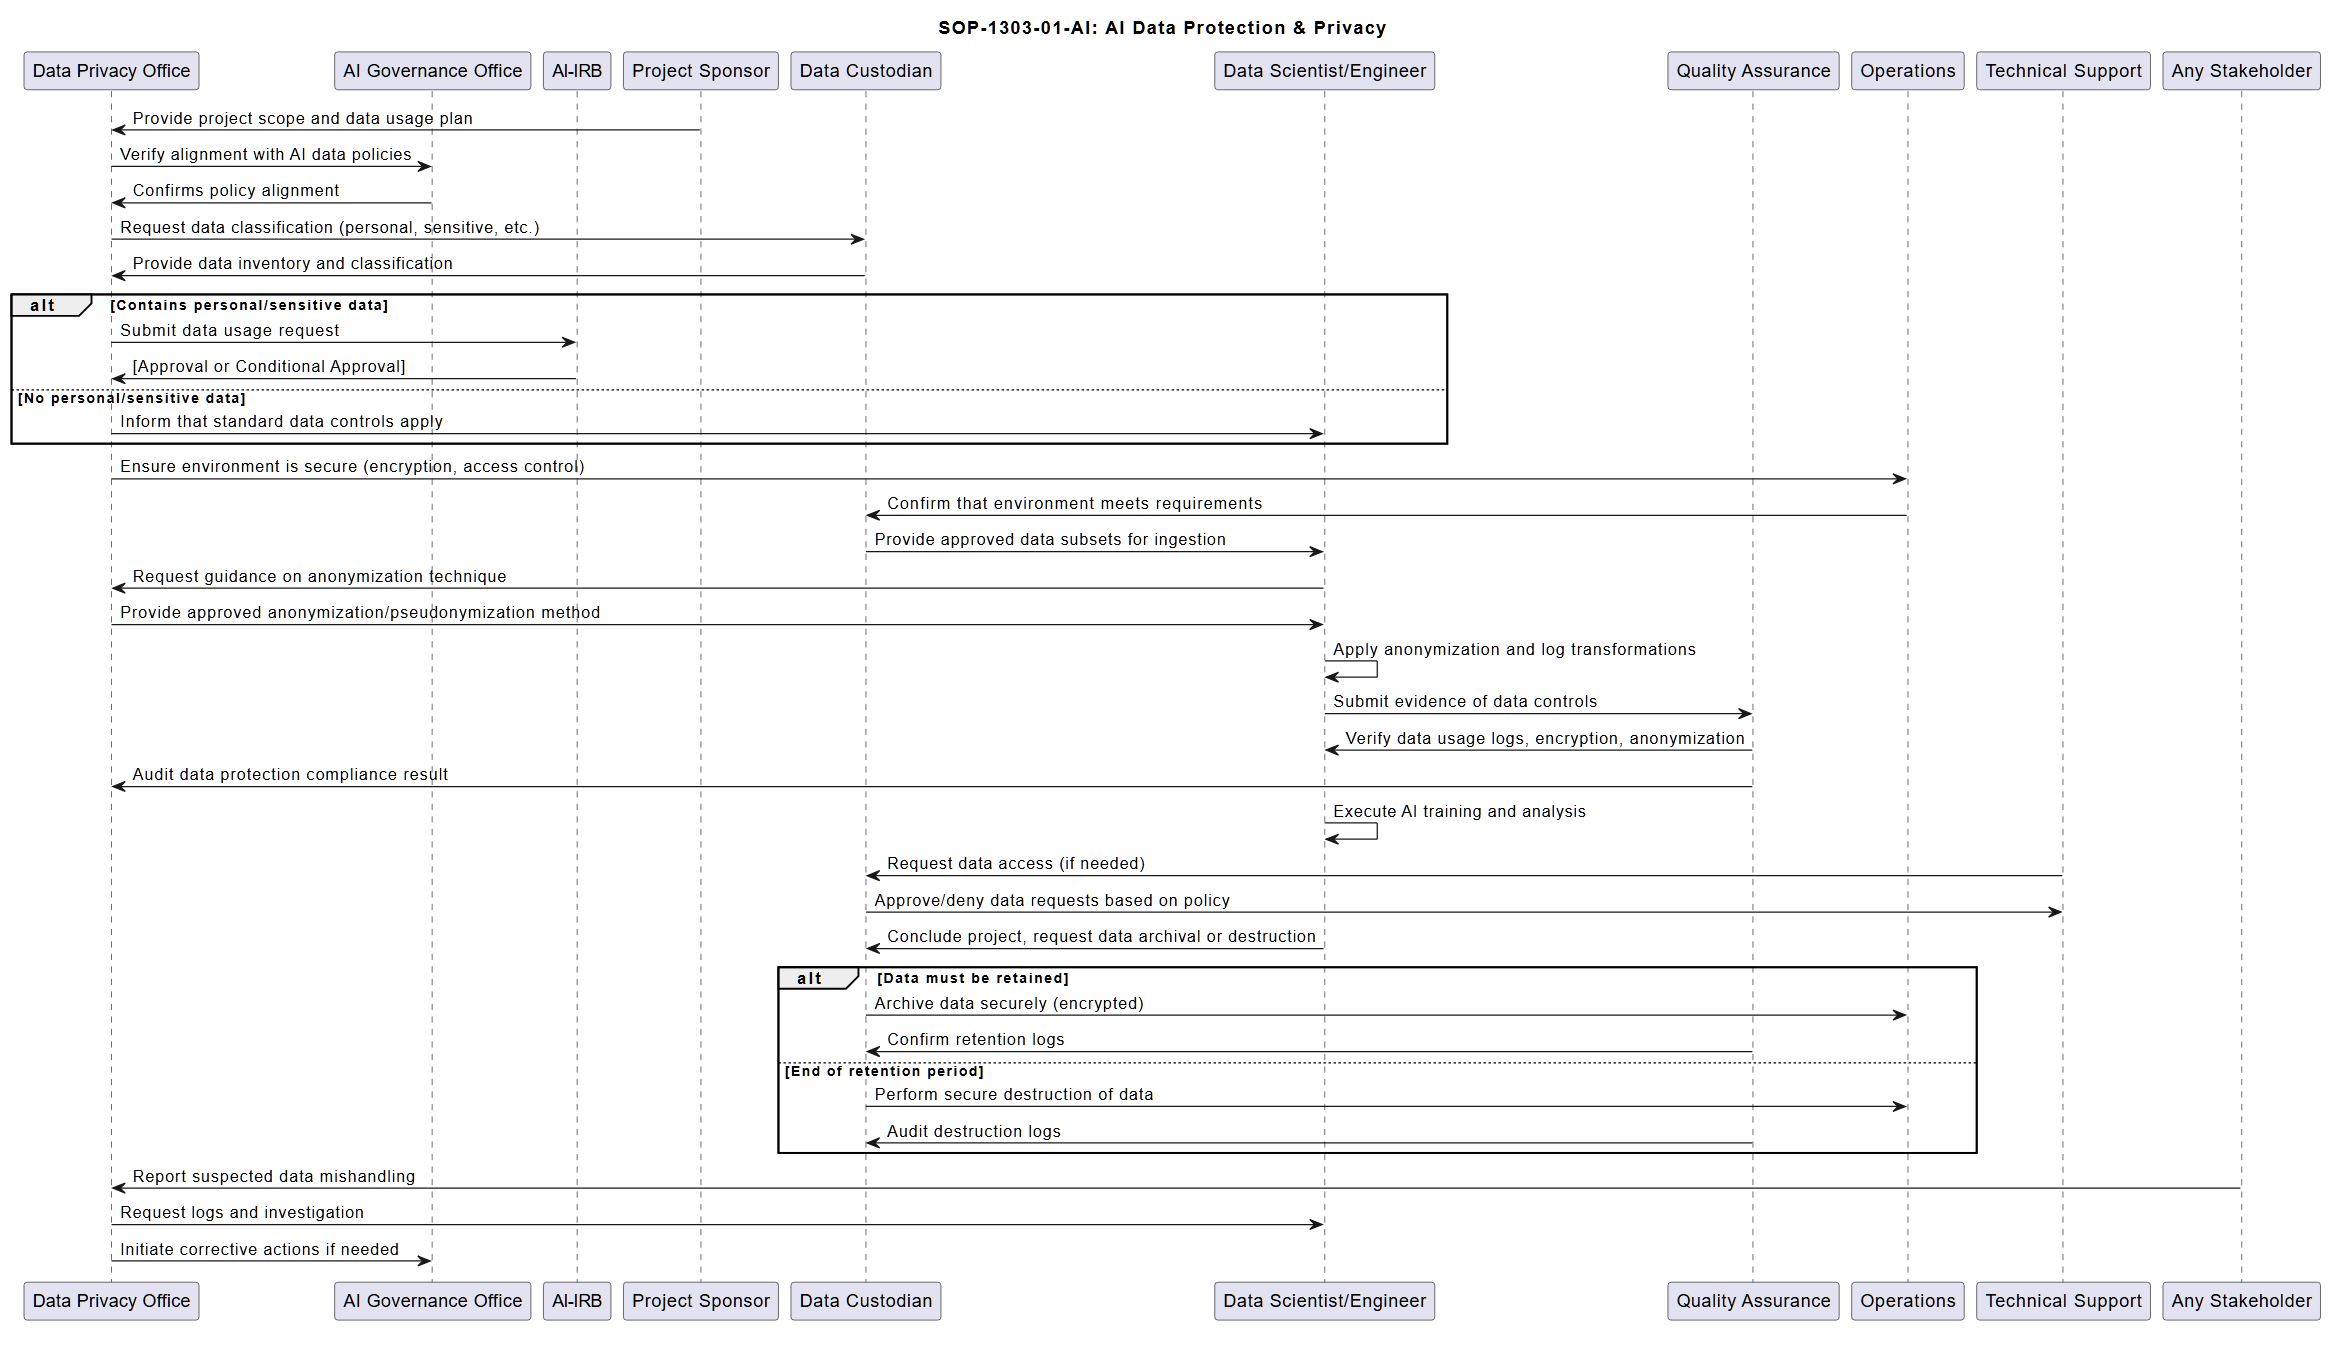 SOP-1303-01-AI: AI Data Protection & Privacy
Data Privacy Office
AI Governance Office
AI-IRB
Project Sponsor
Data Custodian
Data Scientist/Engineer
Quality Assurance
Operations
Technical Support
Any Stakeholder
Provide project scope and data usage plan
Verify alignment with AI data policies
Confirms policy alignment
Request data classification (personal, sensitive, etc.)
Provide data inventory and classification
alt
[Contains personal/sensitive data]
Submit data usage request
[Approval or Conditional Approval]
[No personal/sensitive data]
Inform that standard data controls apply
Ensure environment is secure (encryption, access control)
Confirm that environment meets requirements
Provide approved data subsets for ingestion
Request guidance on anonymization technique
Provide approved anonymization/pseudonymization method
Apply anonymization and log transformations
Submit evidence of data controls
Verify data usage logs, encryption, anonymization
Audit data protection compliance result
Execute AI training and analysis
Request data access (if needed)
Approve/deny data requests based on policy
Conclude project, request data archival or destruction
alt
[Data must be retained]
Archive data securely (encrypted)
Confirm retention logs
[End of retention period]
Perform secure destruction of data
Audit destruction logs
Report suspected data mishandling
Request logs and investigation
Initiate corrective actions if needed
Data Privacy Office
AI Governance Office
AI-IRB
Project Sponsor
Data Custodian
Data Scientist/Engineer
Quality Assurance
Operations
Technical Support
Any Stakeholder